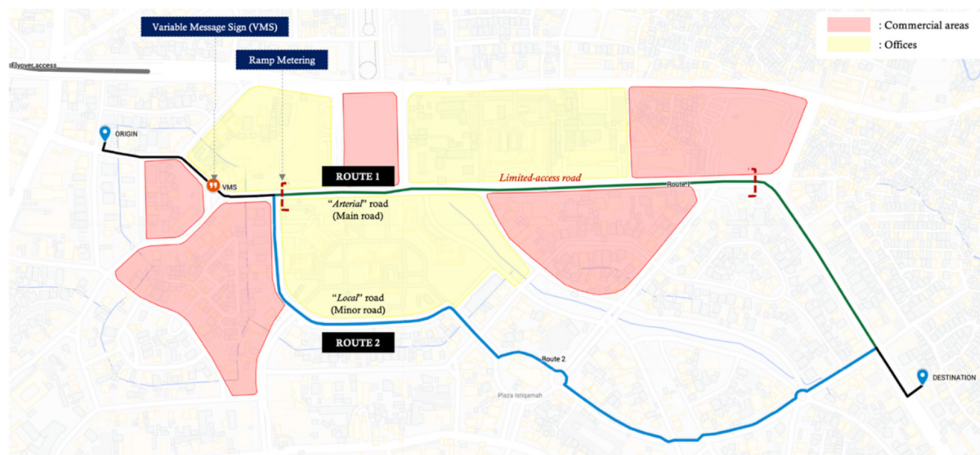 Variable Message Sign (VMS)
: Commercial areas
: Offices
Ramp Metering
flyover access
ORIGIN
VMS
ROUTE 1
Limited-access road
Route 1
"Arterial" road
(Main road)
"Local" road
(Minor road)
ROUTE 2
Route 2
Plaza Istiqamah
DESTINATION